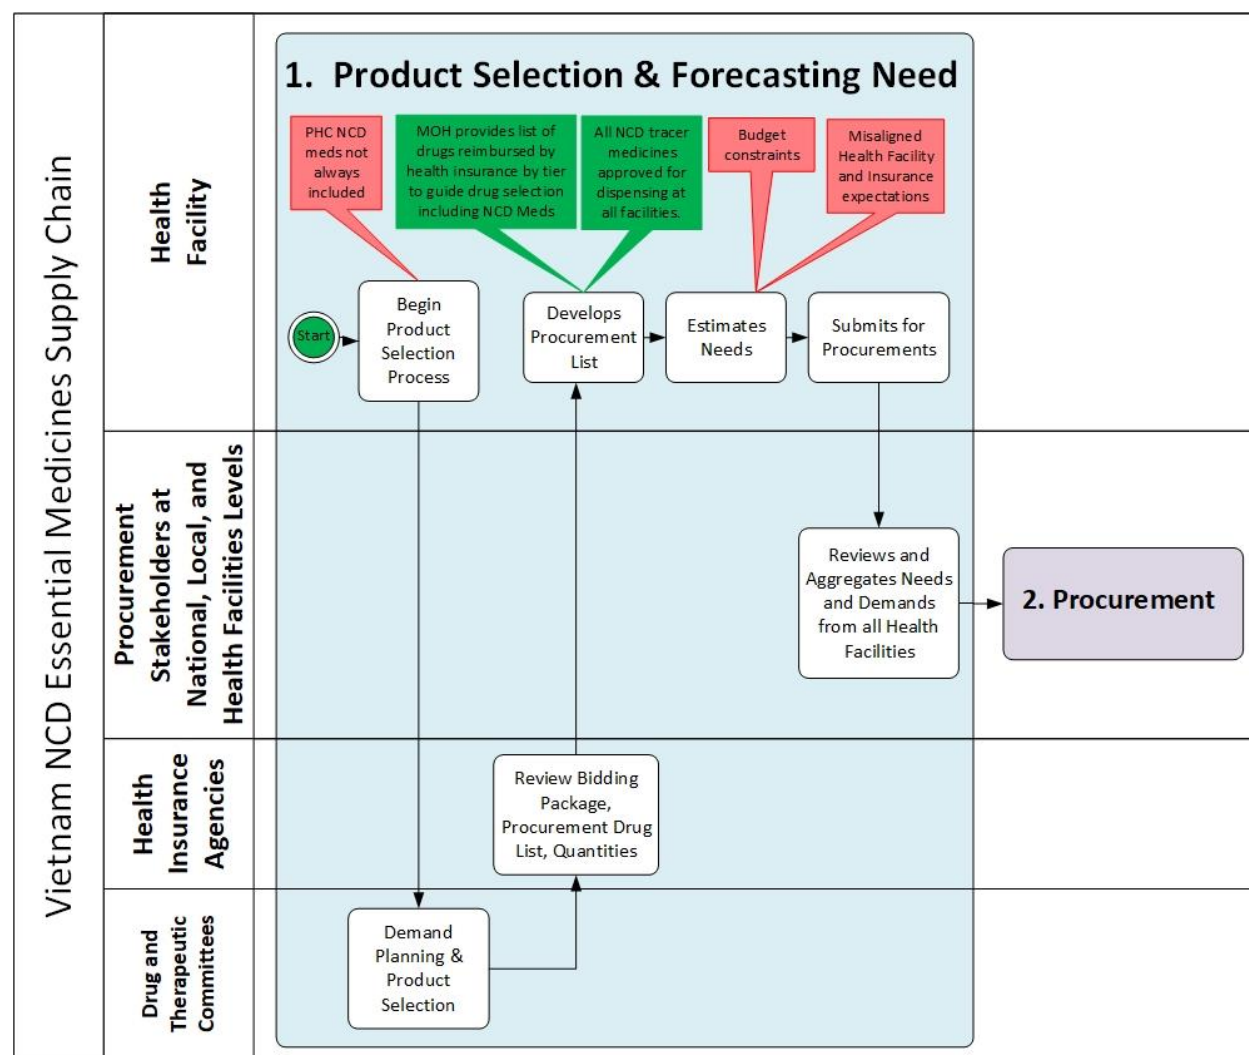 Vietnam NCD Essential Medicines Supply Chain
Health
Facility
1. Product Selection & Forecasting Need
PHC NCD
meds not
always
included
MOH provides list of
drugs reimbursed by
health insurance by tier
to guide drug selection
including NCD Meds
All NCD tracer
medicines
approved for
dispensing at
all facilities.
Budget
constraints
Misaligned
Health Facility
and Insurance
expectations
Start
Begin
Product
Selection
Process
Develops
Procurement
List
Estimates
Needs
Submits for
Procurements
Procurement
Stakeholders at
National, Local, and
Health Facilities Levels
Reviews and
Aggregates Needs
and Demands
from all Health
Facilities
2. Procurement
Health
Insurance
Agencies
Review Bidding
Package,
Procurement Drug
List, Quantities
Drug and
Therapeutic
Committees
Demand
Planning &
Product
Selection